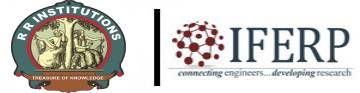 R R INSTITUTIONS
TREASURE OF KNOWLEDGE
IFERP
connecting engineers...developing research